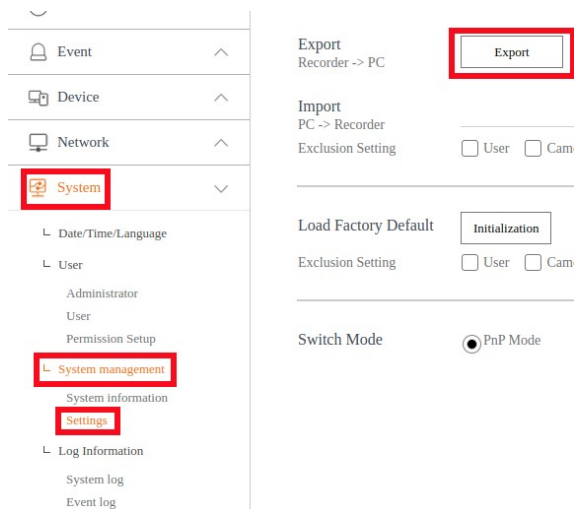 Event
Device
Network
System
Date/Time/Language
User
Administrator
User
Permission Setup
System management
System information
Settings
Log Information
System log
Event log
Export
Recorder -> PC
Export
Import
PC -> Recorder
Exclusion Setting
User
Load Factory Default
Initialization
Exclusion Setting
User
Switch Mode
PnP Mode